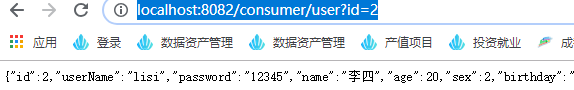 localhost:8082/consumer/user?id=2
应用 登录 数据资产管理 数据资产管理 产值项目 投资就业 成
{"id":2,"userName":"lisi","password":"12345","name":"李四","age":20,"sex":2,"birthday":"